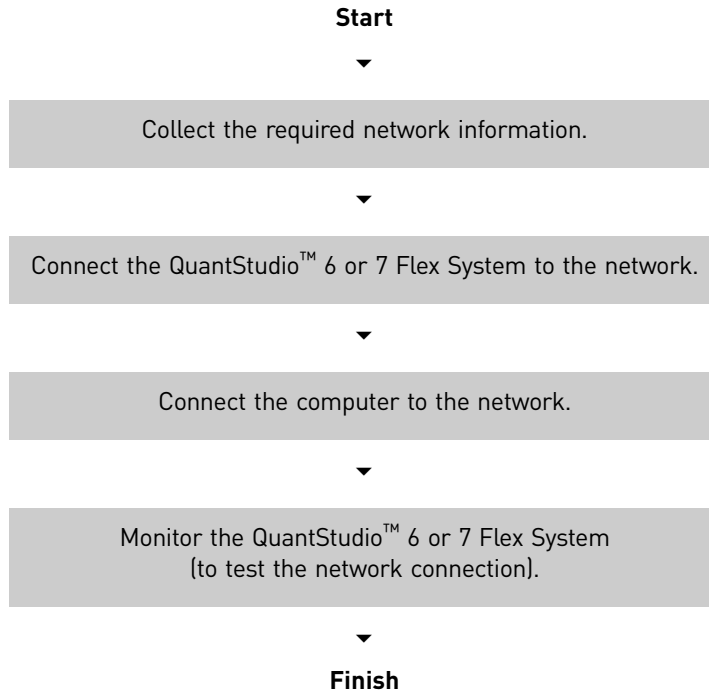 Start
Collect the required network information.
Connect the QuantStudio™ 6 or 7 Flex System to the network.
Connect the computer to the network.
Monitor the QuantStudio™ 6 or 7 Flex System
(to test the network connection).
Finish